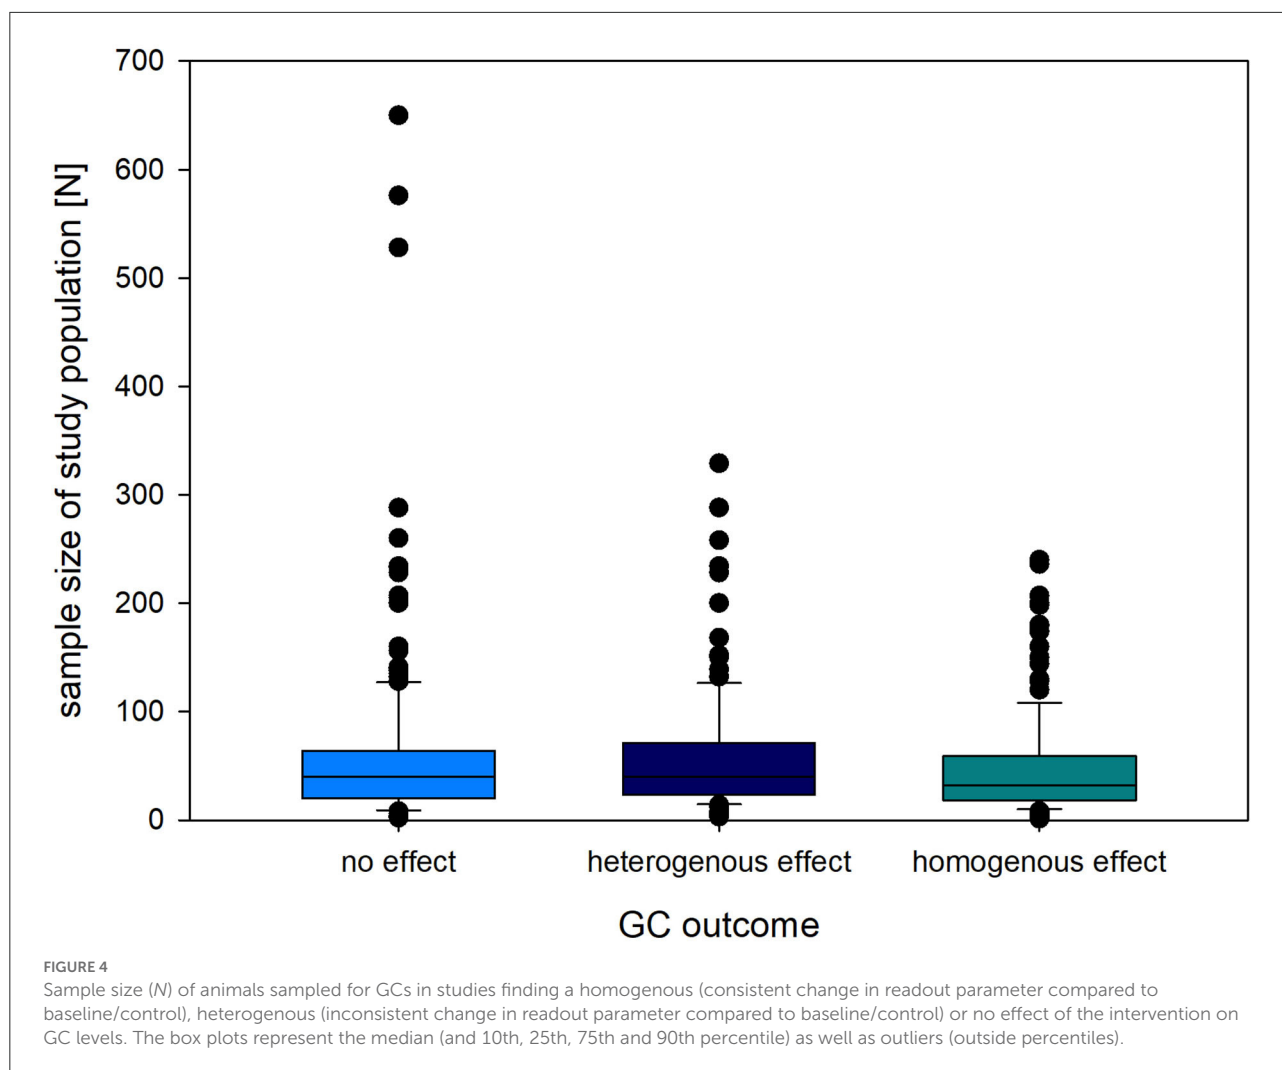 700
600
500
400
300
200
100
0
sample size of study population [N]
no effect
heterogenous effect
homogenous effect
GC outcome
FIGURE 4
Sample size (N) of animals sampled for GCs in studies finding a homogenous (consistent change in readout parameter compared to
baseline/control), heterogenous (inconsistent change in readout parameter compared to baseline/control) or no effect of the intervention on
GC levels. The box plots represent the median (and 10th, 25th, 75th and 90th percentile) as well as outliers (outside percentiles).